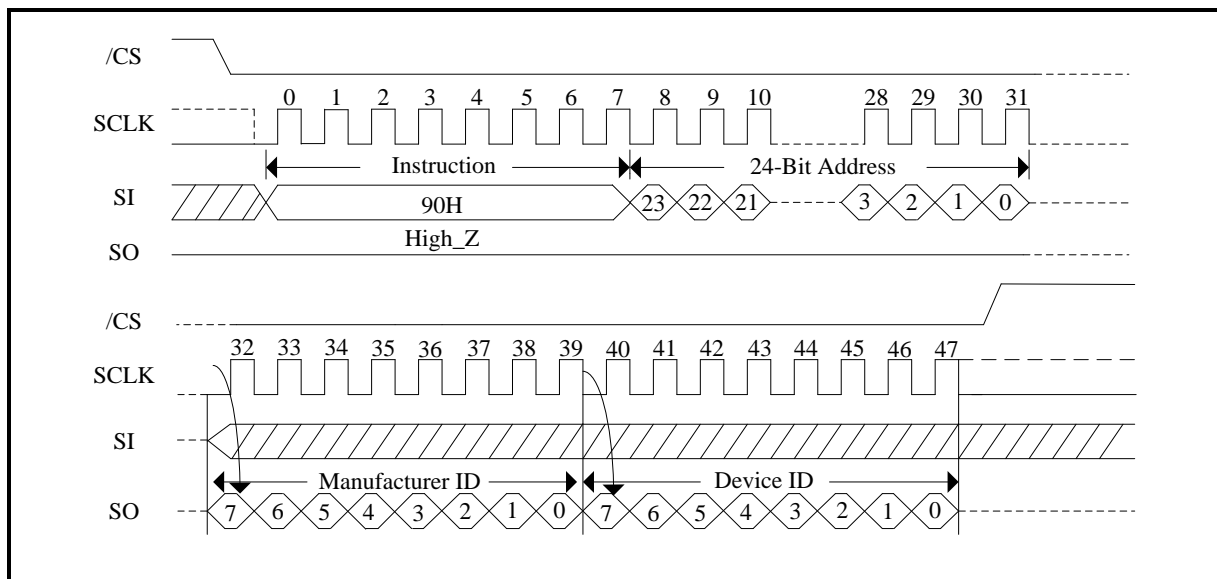 /CS
0 1 2 3 4 5 6 7 8 9 10 28 29 30 31
SCLK
Instruction 24-Bit Address
SI 90H 23 22 21 3 2 1 0
High_Z
SO
/CS
32 33 34 35 36 37 38 39 40 41 42 43 44 45 46 47
SCLK
SI
Manufacturer ID Device ID
SO 7 6 5 4 3 2 1 0 7 6 5 4 3 2 1 0